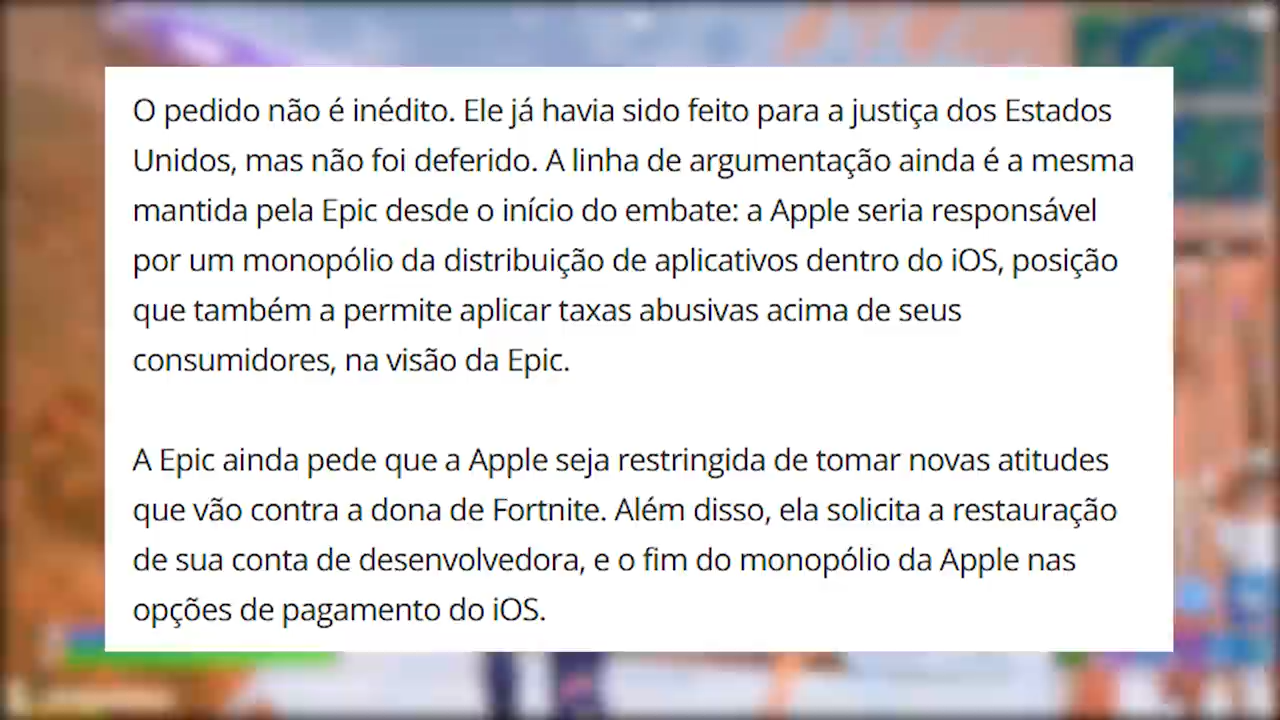 O pedido não é inédito. Ele já havia sido feito para a justiça dos Estados
Unidos, mas não foi deferido. A linha de argumentação ainda é a mesma
mantida pela Epic desde o início do embate: a Apple seria responsável
por um monopólio da distribuição de aplicativos dentro do iOS, posição
que também a permite aplicar taxas abusivas acima de seus
consumidores, na visão da Epic.
A Epic ainda pede que a Apple seja restringida de tomar novas atitudes
que vão contra a dona de Fortnite. Além disso, ela solicita a restauração
de sua conta de desenvolvedora, e o fim do monopólio da Apple nas
opções de pagamento do iOS.